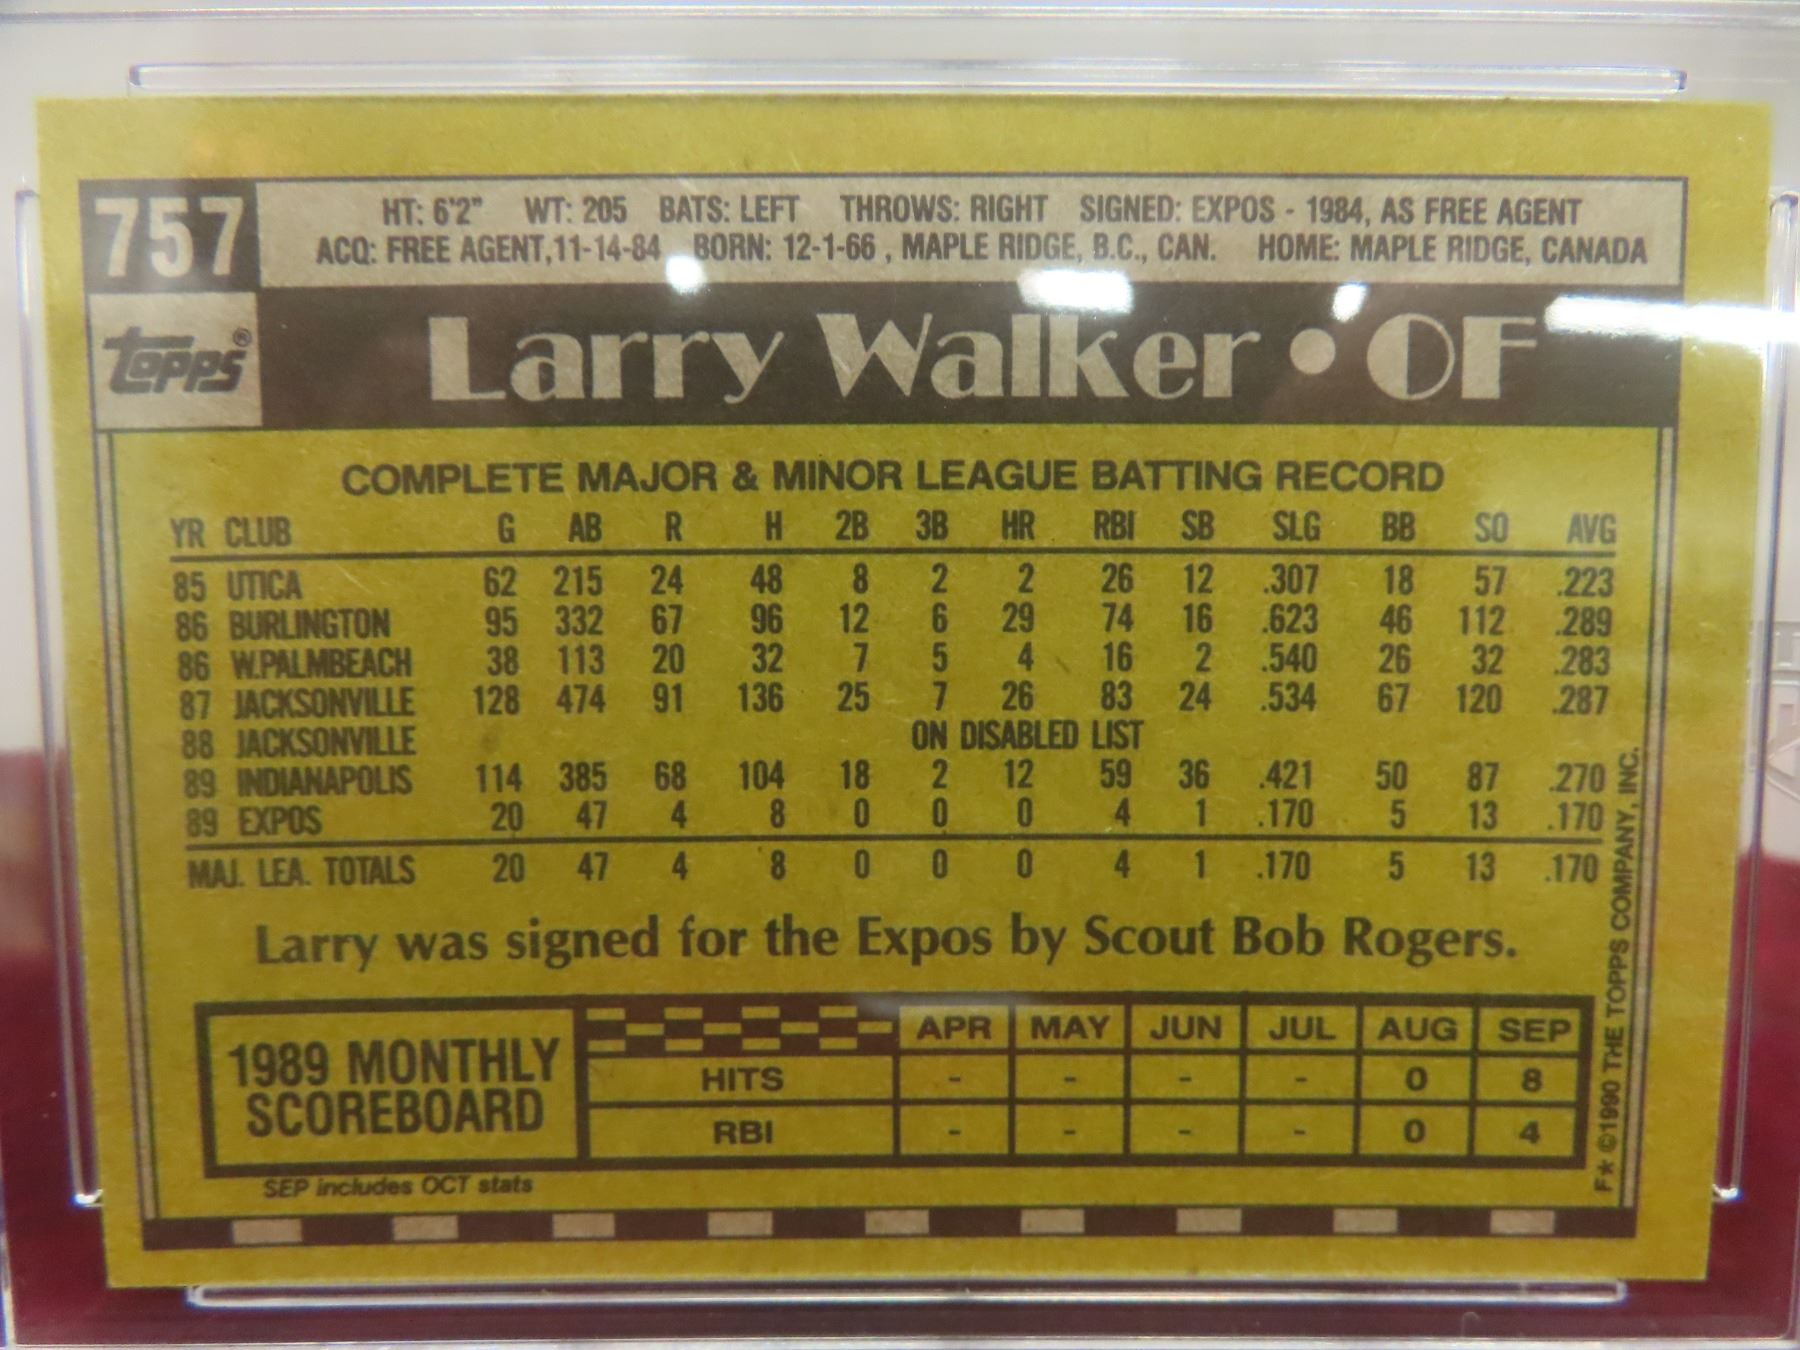 757
HT: 6'2" WT: 205 BATS: LEFT THROWS: RIGHT SIGNED: EXPOS - 1984, AS FREE AGENT
ACQ: FREE AGENT,11-14-84 BORN: 12-1-66 , MAPLE RIDGE, B.C., CAN. HOME: MAPLE RIDGE, CANADA
Topps®
Larry Walker • OF
COMPLETE MAJOR & MINOR LEAGUE BATTING RECORD
YR CLUB G AB R H 2B 3B HR RBI SB SLG BB SO AVG
85 UTICA 62 215 24 48 8 2 2 26 12 .307 18 57 .223
86 BURLINGTON 95 332 67 96 12 6 29 74 16 .623 46 112 .289
86 W.PALMBEACH 38 113 20 32 7 5 4 16 2 .540 26 32 .283
87 JACKSONVILLE 128 474 91 136 25 7 26 83 24 .534 67 120 .287
88 JACKSONVILLE ON DISABLED LIST
89 INDIANAPOLIS 114 385 68 104 18 2 12 59 36 .421 50 87 .270
89 EXPOS 20 47 4 8 0 0 0 4 1 .170 5 13 .170
MAJ. LEA. TOTALS 20 47 4 8 0 0 0 4 1 .170 5 13 .170
Larry was signed for the Expos by Scout Bob Rogers.
1989 MONTHLY
SCOREBOARD
APR MAY JUN JUL AUG SEP
HITS - - - - 0 8
RBI - - - - 0 4
SEP includes OCT stats
F* ©1990 THE TOPPS COMPANY, INC.